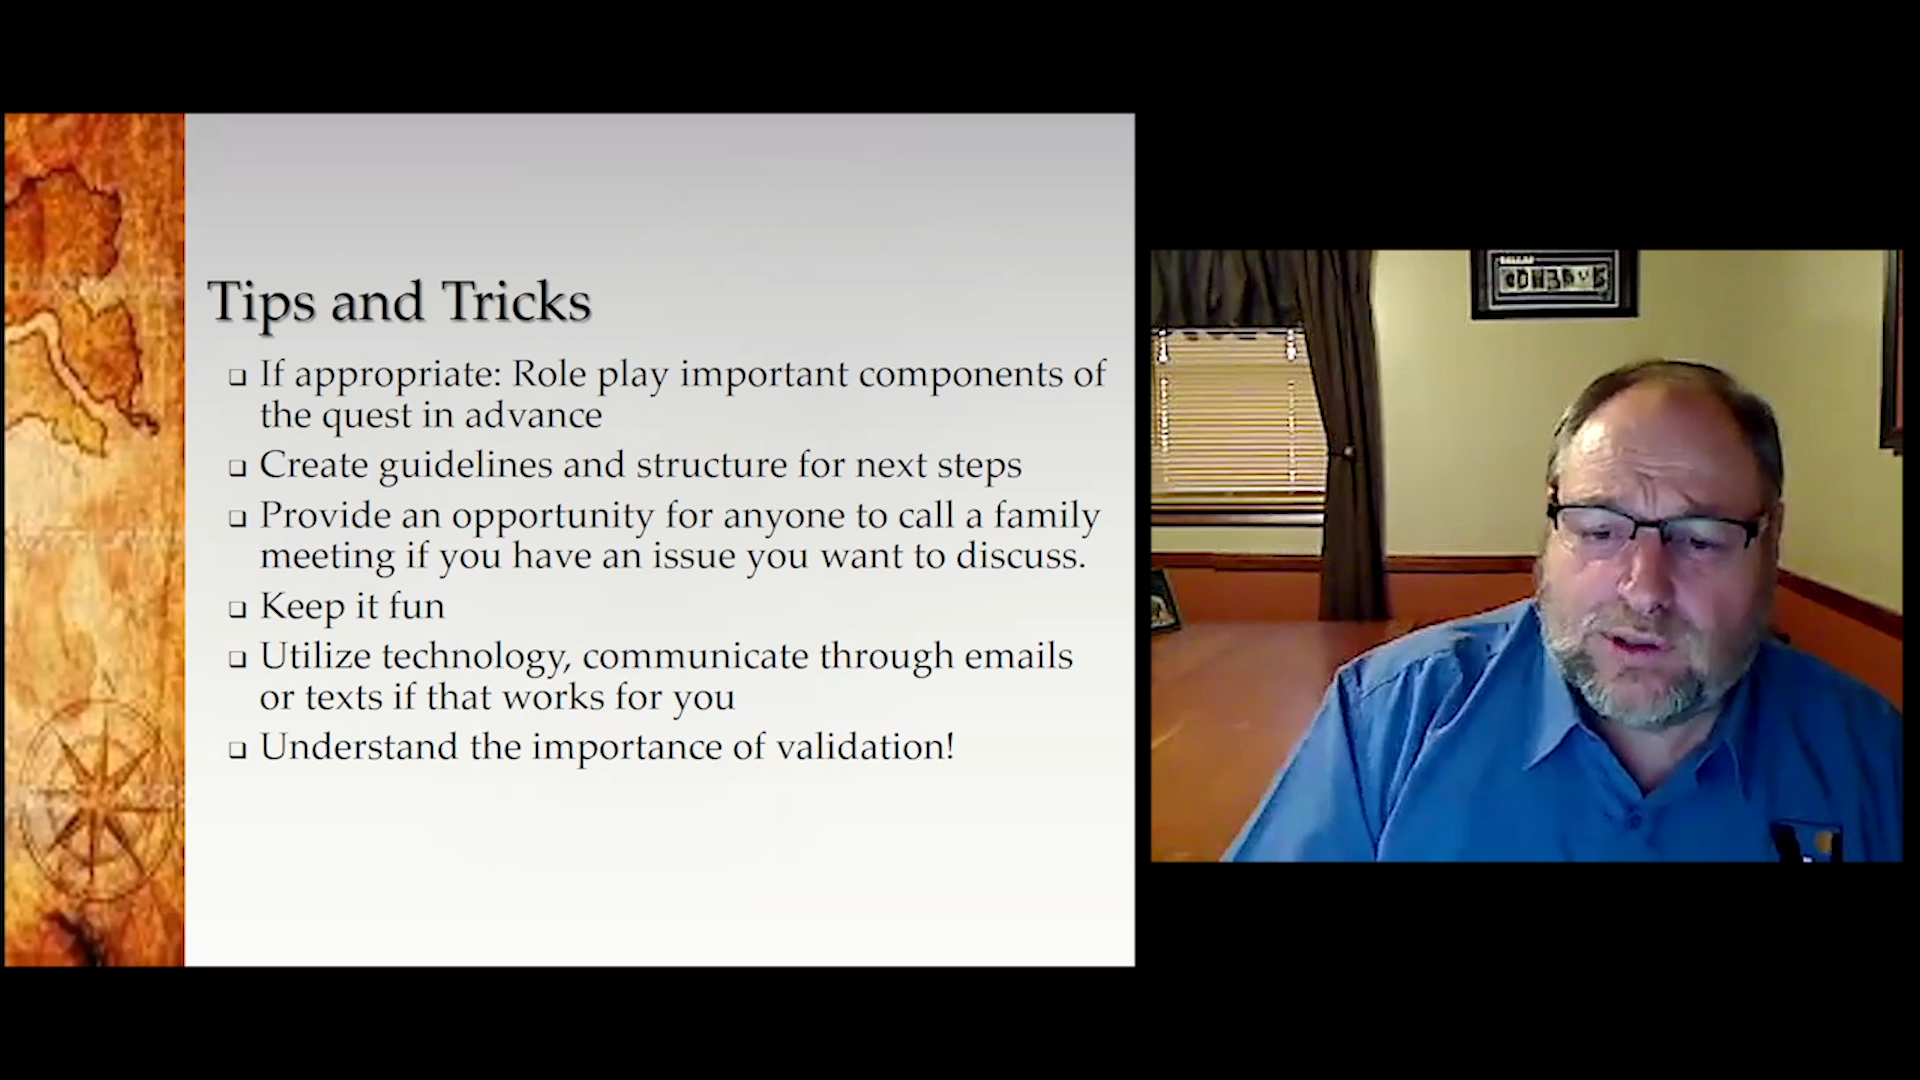 Tips and Tricks
If appropriate: Role play important components of
the quest in advance
Create guidelines and structure for next steps
Provide an opportunity for anyone to call a family
meeting if you have an issue you want to discuss.
Keep it fun
Utilize technology, communicate through emails
or texts if that works for you
Understand the importance of validation!
DALLAS
COWBOYS